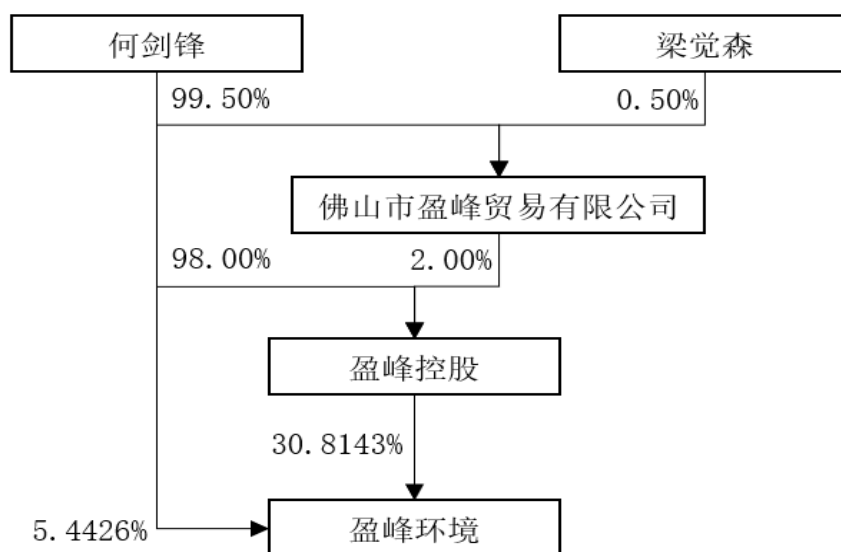 何剑锋
梁觉森
99.50%
0.50%
佛山市盈峰贸易有限公司
98.00%
2.00%
盈峰控股
30.8143%
5.4426%
盈峰环境